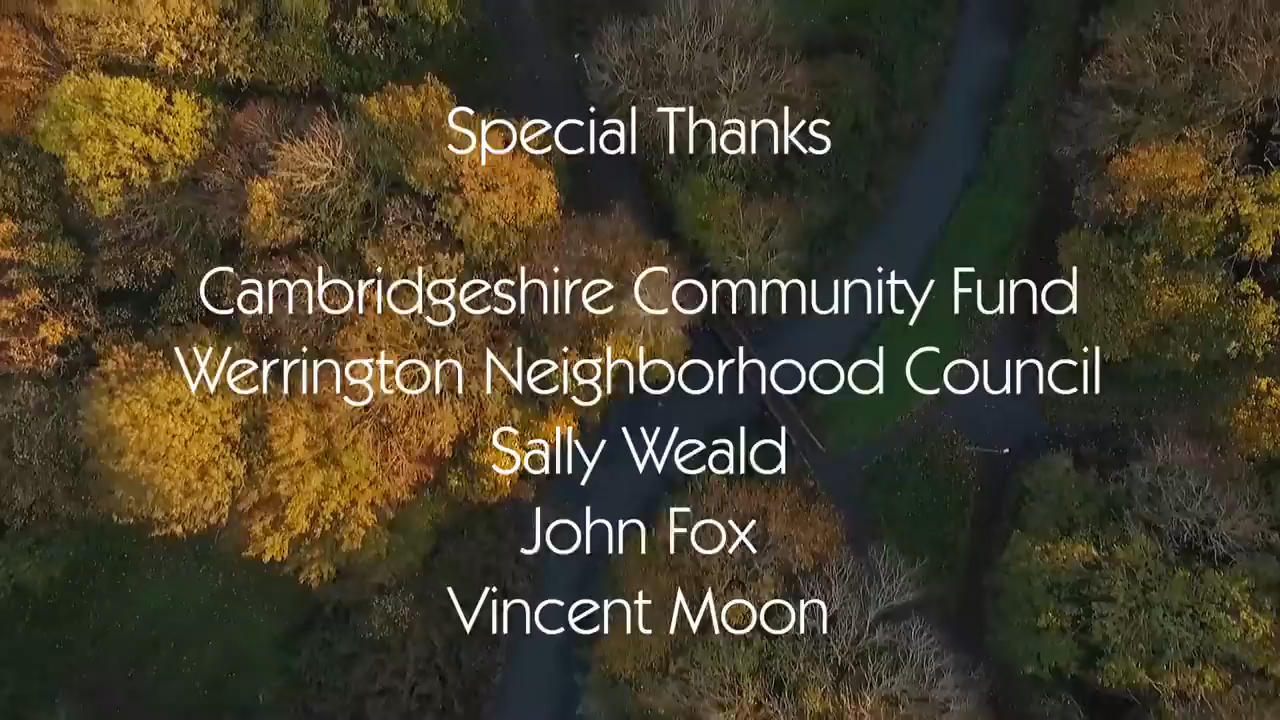 Special Thanks
Cambridgeshire Community Fund
Werrington Neighborhood Council
Sally Weald
John Fox
Vincent Moon